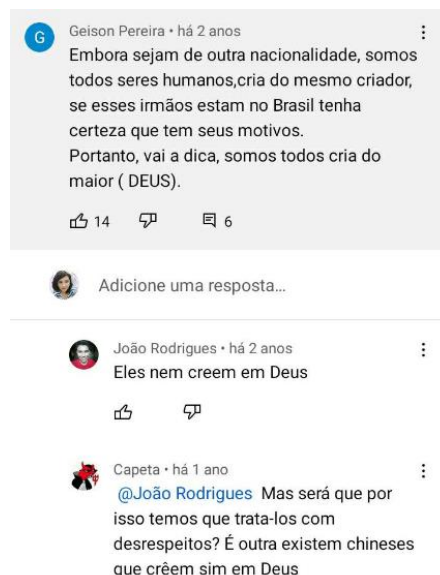 G
Geison Pereira • há 2 anos
Embora sejam de outra nacionalidade, somos
todos seres humanos,cria do mesmo criador,
se esses irmãos estam no Brasil tenha
certeza que tem seus motivos.
Portanto, vai a dica, somos todos cria do
maior ( DEUS).
14 6
Adicione uma resposta...
João Rodrigues • há 2 anos
Eles nem creem em Deus
Capeta • há 1 ano
@João Rodrigues Mas será que por
isso temos que trata-los com
desrespeitos? É outra existem chineses
que crêem sim em Deus